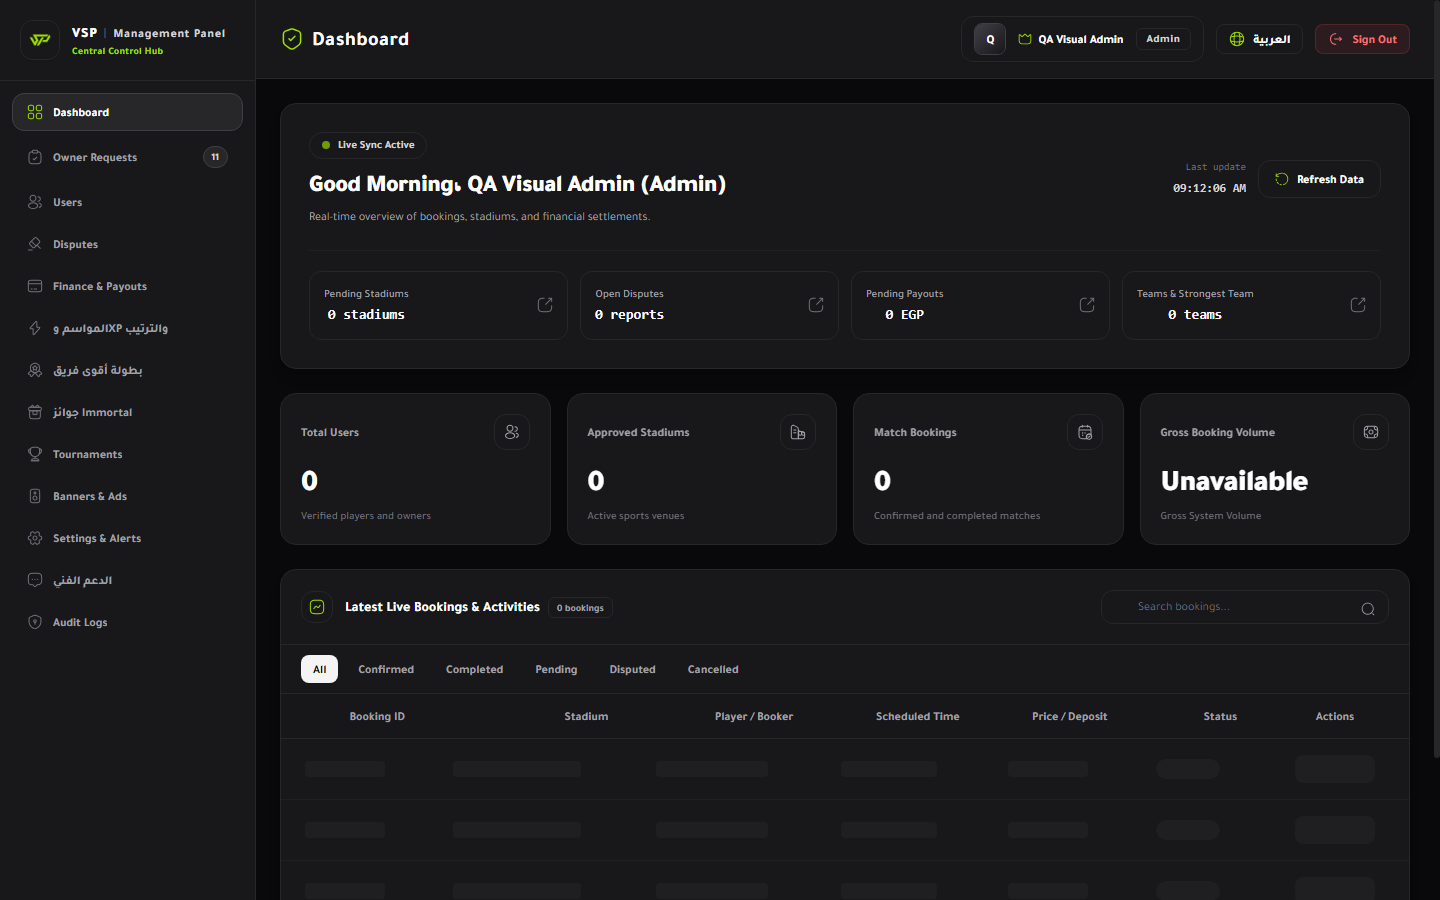 VSP | Management Panel
Central Control Hub
Dashboard
Owner Requests 11
Users
Disputes
Finance & Payouts
المواسم و XP والترتيب
بطولة أقوى فريق
جوائز Immortal
Tournaments
Banners & Ads
Settings & Alerts
الدعم الفني
Audit Logs
Dashboard
Q QA Visual Admin Admin
العربية
Sign Out
Live Sync Active
Good Morning، QA Visual Admin (Admin)
Real-time overview of bookings, stadiums, and financial settlements.
Last update
09:12:06 AM
Refresh Data
Pending Stadiums
0 stadiums
Open Disputes
0 reports
Pending Payouts
0 EGP
Teams & Strongest Team
0 teams
Total Users
0
Verified players and owners
Approved Stadiums
0
Active sports venues
Match Bookings
0
Confirmed and completed matches
Gross Booking Volume
Unavailable
Gross System Volume
Latest Live Bookings & Activities 0 bookings
Search bookings...
All Confirmed Completed Pending Disputed Cancelled
Booking ID Stadium Player / Booker Scheduled Time Price / Deposit Status Actions